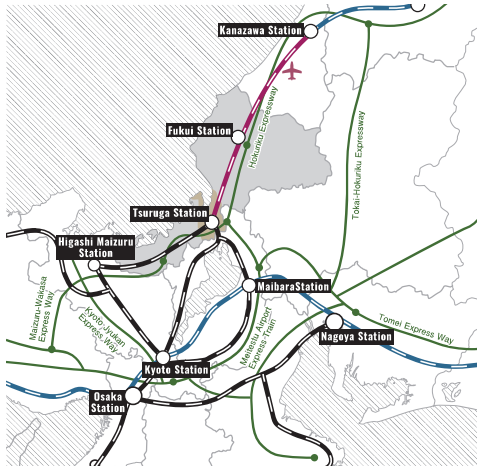 Kanazawa Station
Hokuriku Expressway
Tokai-Hokuriku Expressway
Fukui Station
Tsuruga Station
Higashi Maizuru
Station
MaibaraStation
Maizuru-Wakasa
Express Way
Kyoto-Jyukan
Express Way
Meitestu Airport
Express Train
Tomei Express Way
Nagoya Station
Kyoto Station
Osaka
Station